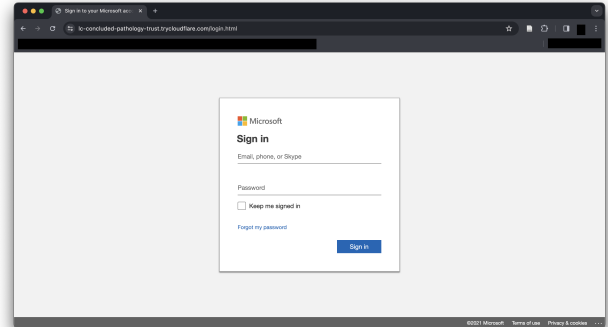 Sign in to your Microsoft acc
lc-concluded-pathology-trust.trycloudflare.com/login.html
Microsoft
Sign in
Email, phone, or Skype
Password
Keep me signed in
Forgot my password
Sign in
©2021 Microsoft Terms of use Privacy & cookies ...